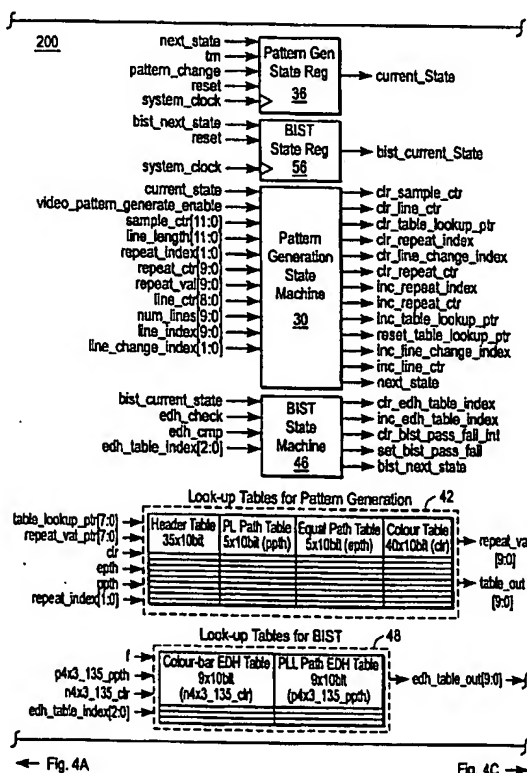 200
next_state
trn
pattern_change
reset
system_clock
Pattern Gen
State Reg
36
current_State
bist_next_state
reset
system_clock
BIST
State Reg
56
bist_current_State
current_state
video_pattern_generate_enable
sample_ctr[11:0]
line_length[11:0]
repeat_index[1:0]
repeat_ctr[9:0]
repeat_val[9:0]
line_ctr[8:0]
num_lines[9:0]
line_index[9:0]
line_change_index[1:0]
Pattern
Generation
State
Machine
30
clr_sample_ctr
clr_line_ctr
clr_table_lookup_ptr
clr_repeat_index
clr_line_change_index
clr_repeat_ctr
inc_repeat_index
inc_repeat_ctr
inc_table_lookup_ptr
reset_table_lookup_ptr
inc_line_change_index
inc_line_ctr
next_state
bist_current_state
edh_check
edh_cmp
edh_table_index[2:0]
BIST
State
Machine
46
clr_edh_table_index
inc_edh_table_index
clr_bist_pass_fail_int
set_bist_pass_fail
bist_next_state
Look-up Tables for Pattern Generation
42
table_lookup_ptr[7:0]
repeat_val_ptr[7:0]
clr
epth
ppth
repeat_index[1:0]
Header Table
35x10bit
PL Path Table
5x10bit (ppth)
Equal Path Table
5x10bit (epth)
Colour Table
40x10bit (clr)
repeat_val
[9:0]
table_out
[9:0]
Look-up Tables for BIST
48
f
p4x3_135_ppth
n4x3_135_clr
edh_table_index[2:0]
Colour-bar EDH Table
9x10bit
(n4x3_135_clr)
PLL Path EDH Table
9x10bit
(p4x3_135_ppth)
edh_table_out[9:0]
Fig. 4A
Fig. 4C